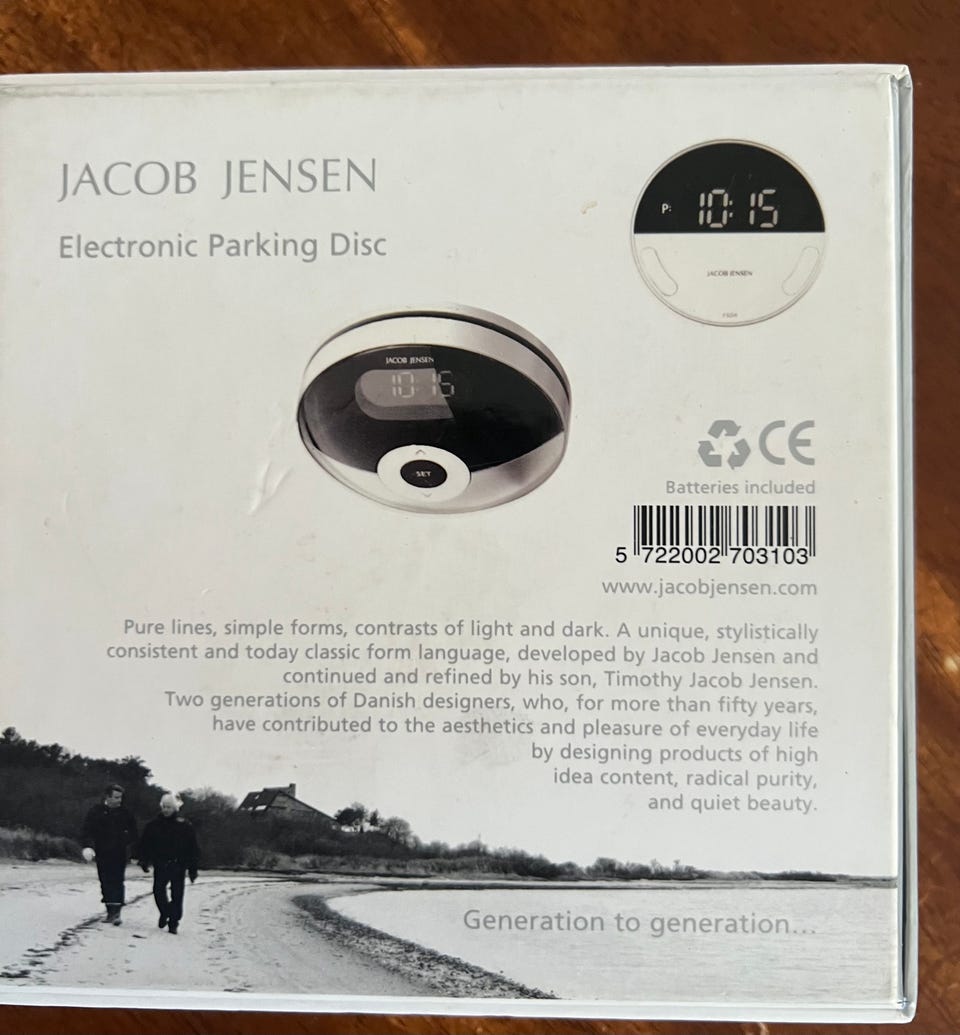 JACOB JENSEN
Electronic Parking Disc
P: 10:15
JACOB JENSEN
JACOB JENSEN
10:15
SET
CE
Batteries included
5 722002 703103
www.jacobjensen.com
Pure lines, simple forms, contrasts of light and dark. A unique, stylistically
consistent and today classic form language, developed by Jacob Jensen and
continued and refined by his son, Timothy Jacob Jensen.
Two generations of Danish designers, who, for more than fifty years,
have contributed to the aesthetics and pleasure of everyday life
by designing products of high
idea content, radical purity,
and quiet beauty.
Generation to generation...